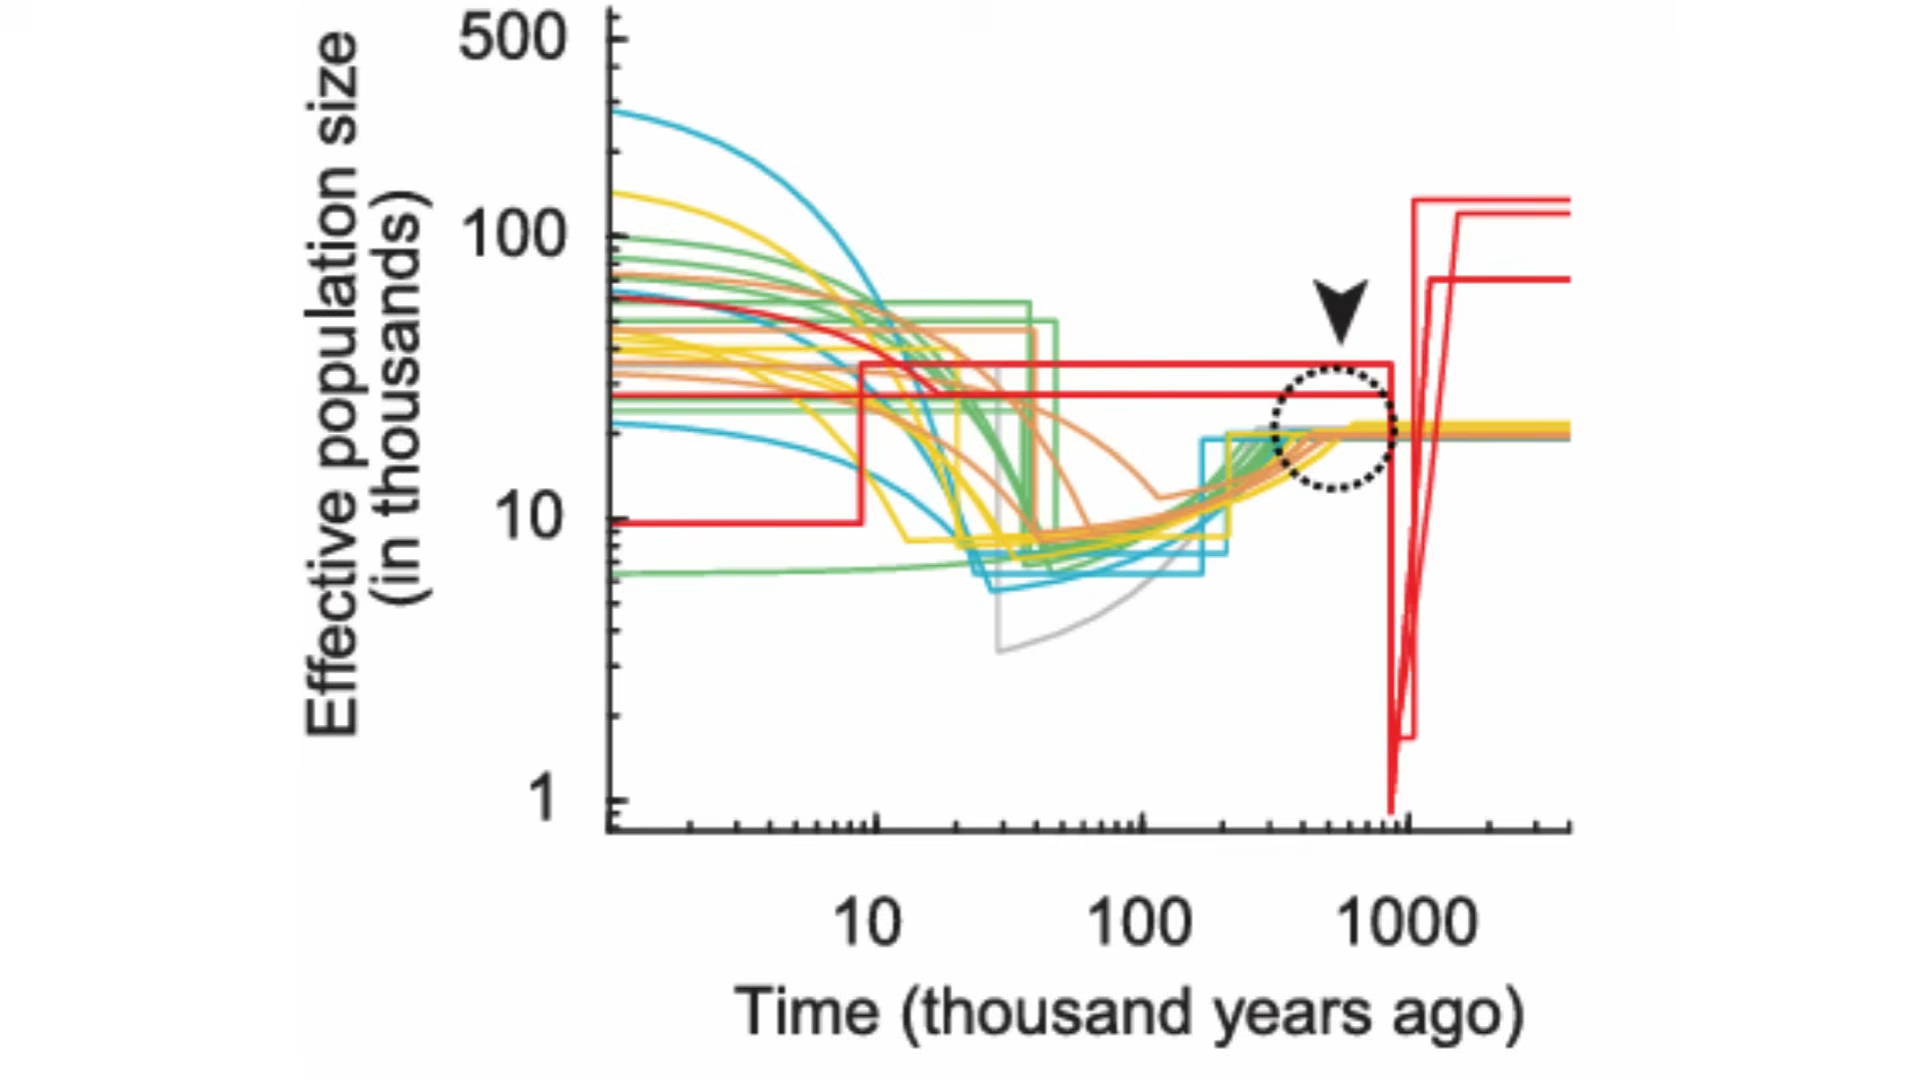 Effective population size
(in thousands)
500
100
10
1
10 100 1000
Time (thousand years ago)